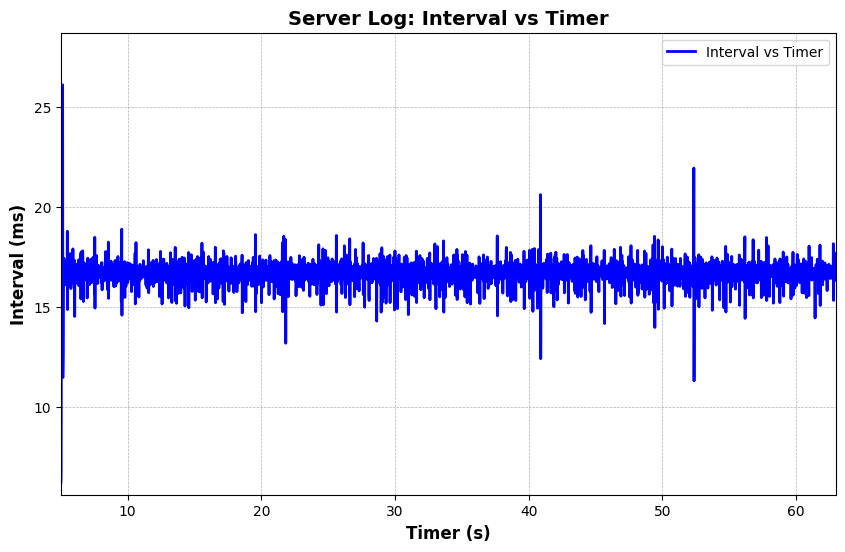 Server Log: Interval vs Timer
Interval vs Timer
25
20
15
10
Interval (ms)
10 20 30 40 50 60
Timer (s)